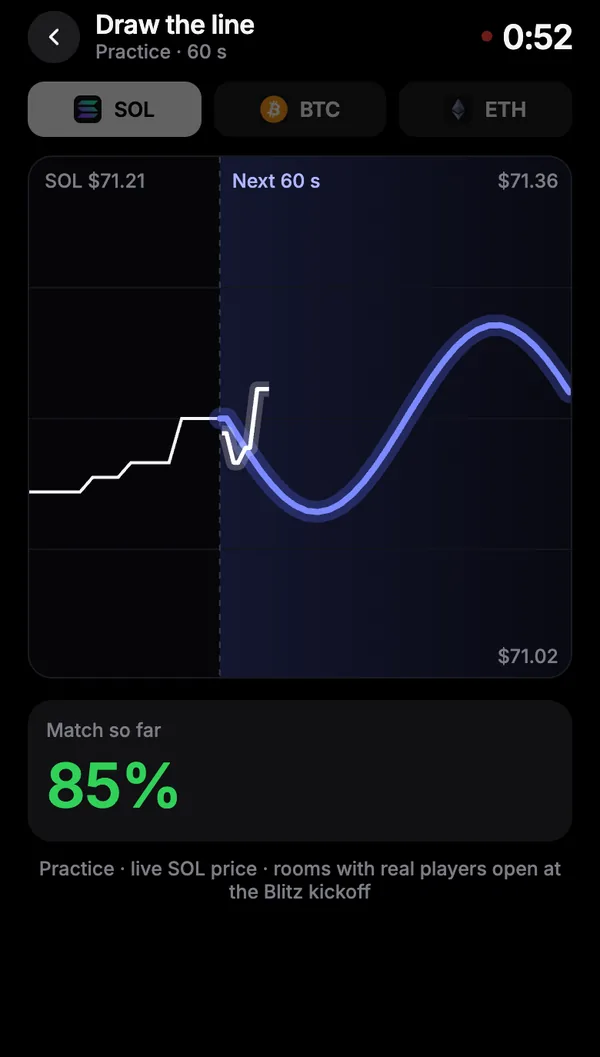 Draw the line
Practice · 60 s
0:52
SOL
BTC
ETH
SOL $71.21
Next 60 s
$71.36
$71.02
Match so far
85%
Practice · live SOL price · rooms with real players open at
the Blitz kickoff